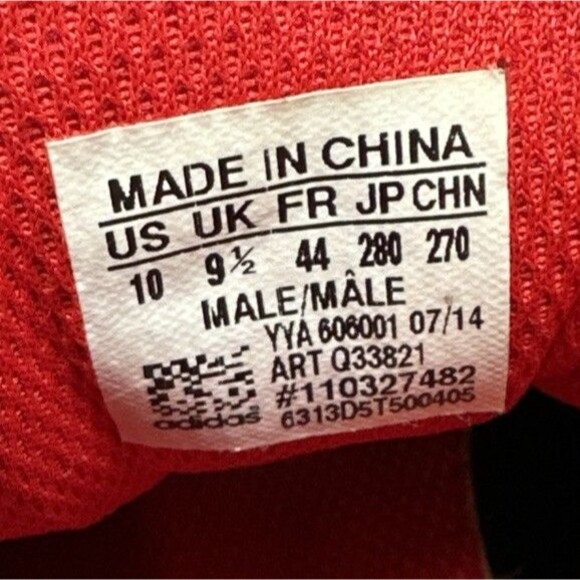 MADE IN CHINA
US UK FR JP CHN
10 9½ 44 280 270
MALE/MÂLE
YYA 606001 07/14
ART Q33821
#110327482
6313D5T500405
adidas